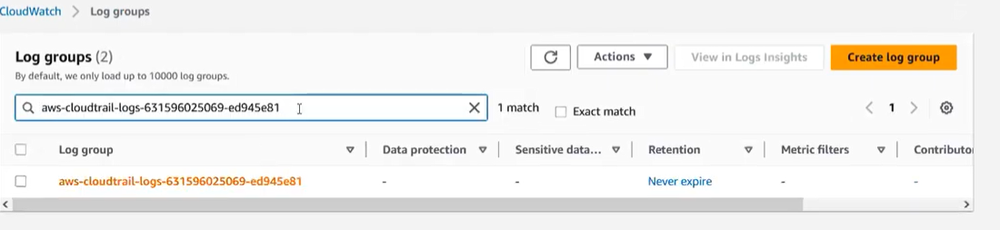 CloudWatch > Log groups
Log groups (2)
By default, we only load up to 10000 log groups.
Actions
View in Logs Insights
Create log group
aws-cloudtrail-logs-631596025069-ed945e81
1 match
Exact match
1
Log group Data protection Sensitive data... Retention Metric filters Contributo
aws-cloudtrail-logs-631596025069-ed945e81 - - Never expire - -